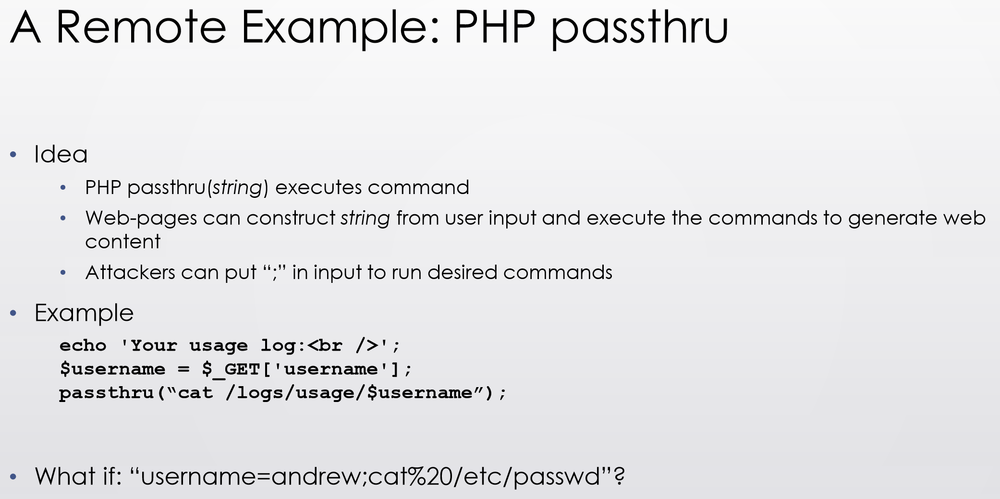 A Remote Example: PHP passthru
• Idea
• PHP passthru(string) executes command
• Web-pages can construct string from user input and execute the commands to generate web
content
• Attackers can put “;” in input to run desired commands
• Example
echo 'Your usage log:<br />';
$username = $_GET['username'];
passthru(“cat /logs/usage/$username”);
• What if: “username=andrew;cat%20/etc/passwd”?